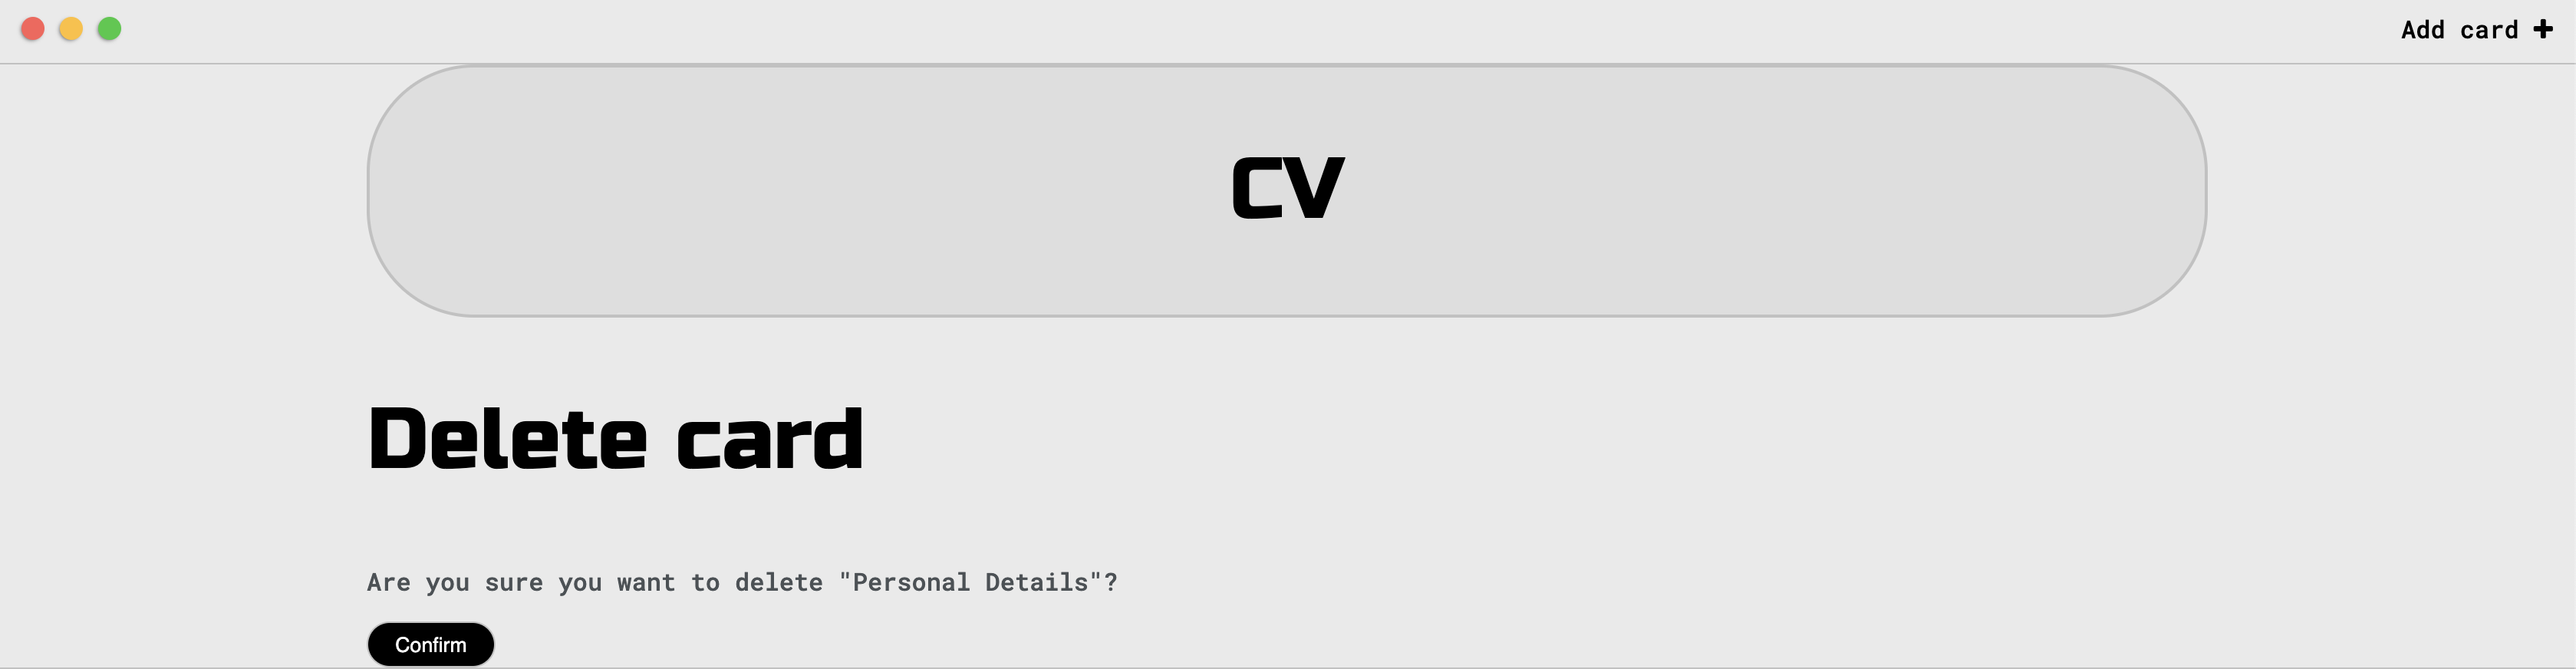 Add card
CV
Delete card
Are you sure you want to delete "Personal Details"?
Confirm